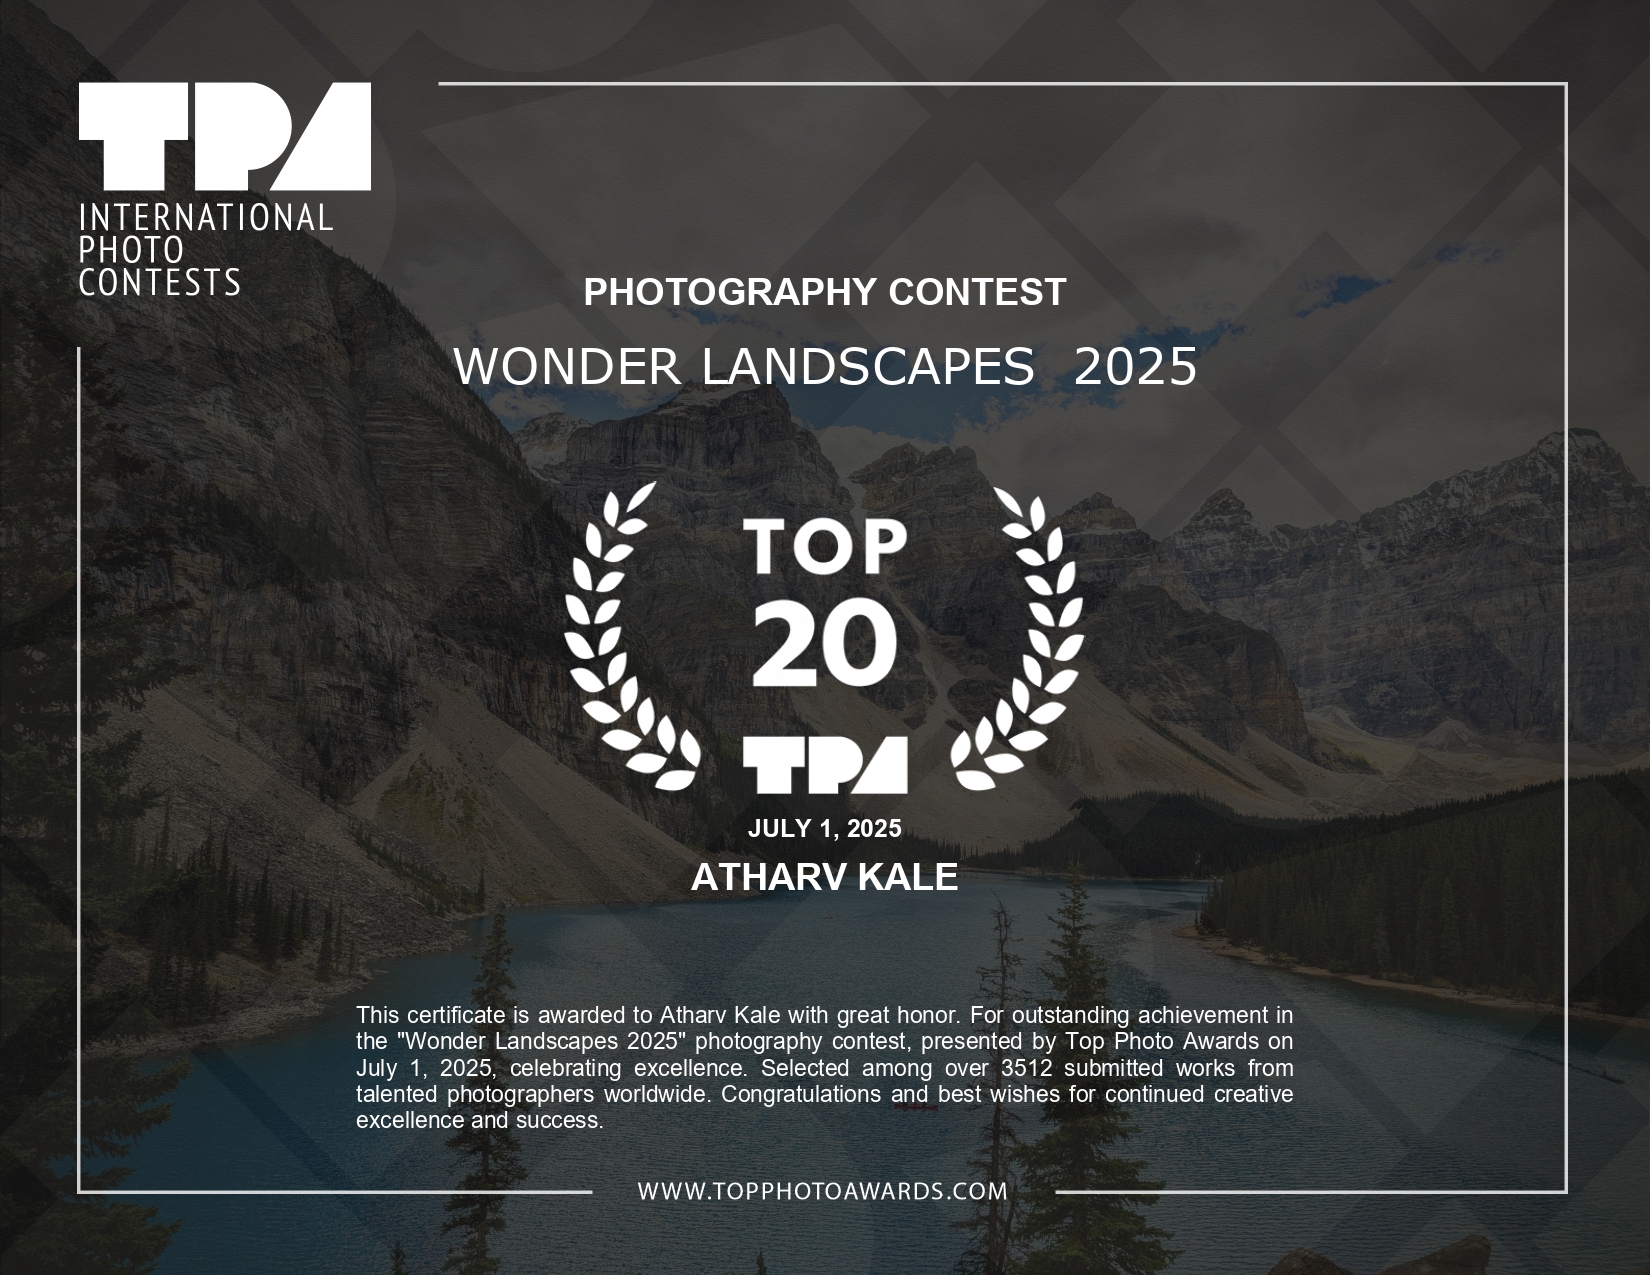 TPA
INTERNATIONAL
PHOTO
CONTESTS
PHOTOGRAPHY CONTEST
WONDER LANDSCAPES 2025
TOP
20
TPA
JULY 1, 2025
ATHARV KALE
This certificate is awarded to Atharv Kale with great honor. For outstanding achievement in
the "Wonder Landscapes 2025" photography contest, presented by Top Photo Awards on
July 1, 2025, celebrating excellence. Selected among over 3512 submitted works from
talented photographers worldwide. Congratulations and best wishes for continued creative
excellence and success.
WWW.TOPPHOTOAWARDS.COM